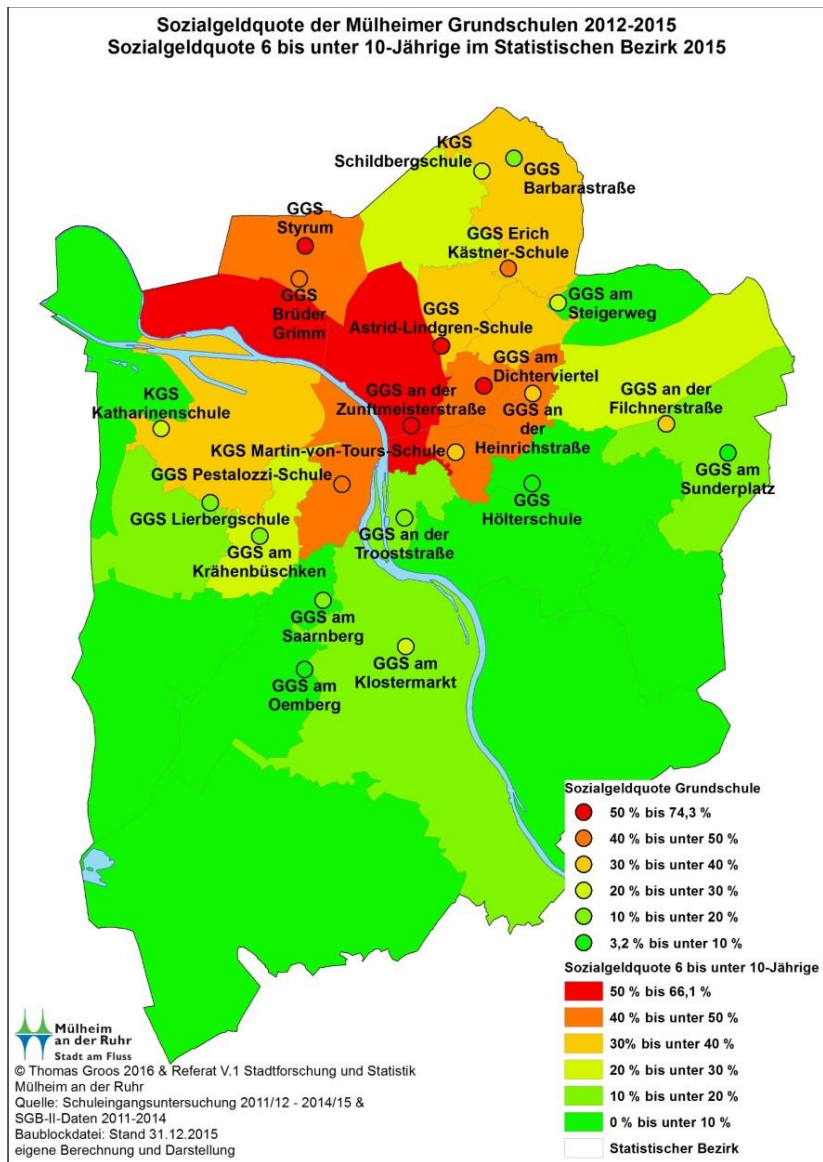 Sozialgeldquote der Mülheimer Grundschulen 2012-2015
Sozialgeldquote 6 bis unter 10-Jährige im Statistischen Bezirk 2015
KGS
Schildbergschule
GGS
Barbarastraße
GGS
Styrum
GGS Erich
Kästner-Schule
GGS
Brüder
Grimm
GGS am
Steigerweg
GGS
Astrid-Lindgren-Schule
GGS am
Dichterviertel
KGS
Katharinenschule
GGS an der
Zunftmeisterstraße
GGS an
der
Heinrichstraße
GGS an der
Filchnerstraße
KGS Martin-von-Tours-Schule
GGS Pestalozzi-Schule
GGS am
Sunderplatz
GGS Lierbergschule
GGS
Hölterschule
GGS am
Krähenbüschken
GGS an der
Trooststraße
GGS am
Saarnberg
GGS am
Klostermarkt
GGS am
Oemberg
Sozialgeldquote Grundschule
50 % bis 74,3 %
40 % bis unter 50 %
30 % bis unter 40 %
20 % bis unter 30 %
10 % bis unter 20 %
3,2 % bis unter 10 %
Sozialgeldquote 6 bis unter 10-Jährige
50 % bis 66,1 %
40 % bis unter 50 %
30% bis unter 40 %
20 % bis unter 30 %
10 % bis unter 20 %
0 % bis unter 10 %
Statistischer Bezirk
Mülheim
an der Ruhr
Stadt am Fluss
© Thomas Groos 2016 & Referat V.1 Stadtforschung und Statistik
Mülheim an der Ruhr
Quelle: Schuleingangsuntersuchung 2011/12 - 2014/15 &
SGB-II-Daten 2011-2014
Baublockdatei: Stand 31.12.2015
eigene Berechnung und Darstellung